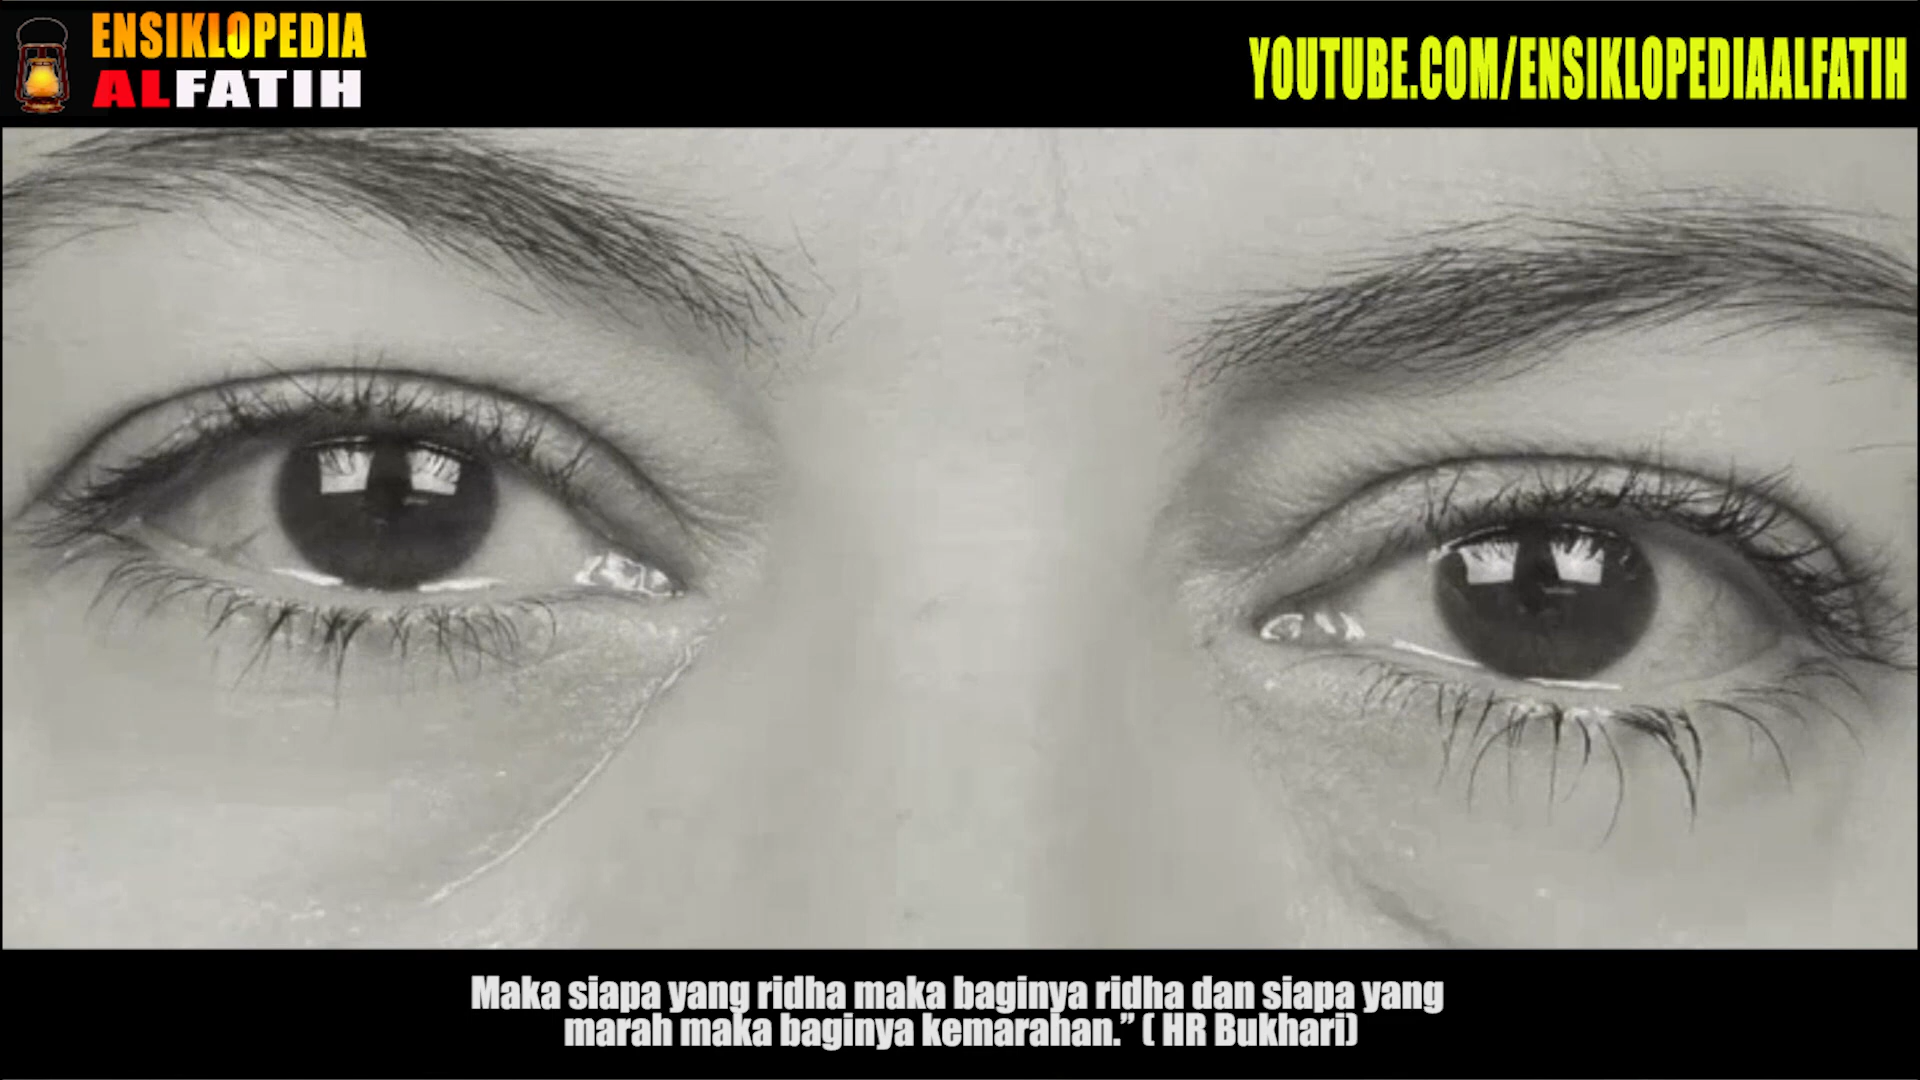 ENSIKLOPEDIA
ALFATIH
YOUTUBE.COM/ENSIKLOPEDIAALFATIH
Maka siapa yang ridha maka baginya ridha dan siapa yang
marah maka baginya kemarahan.” ( HR Bukhari)